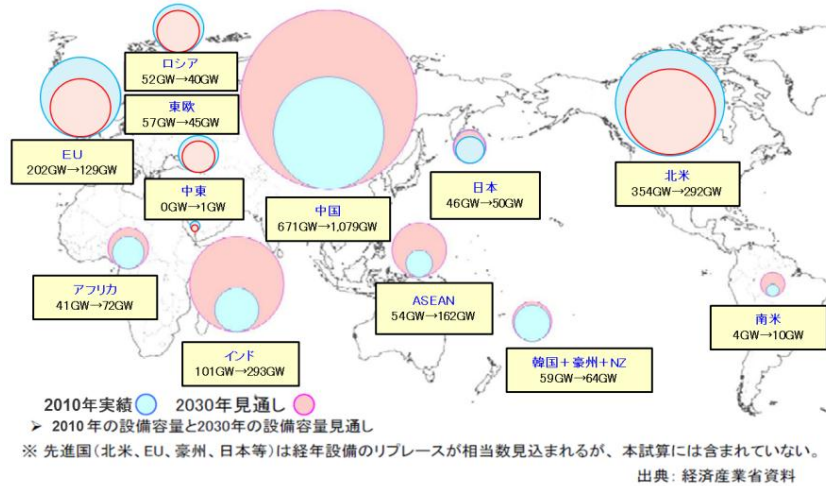 ロシア
52GW→40GW
東欧
57GW→45GW
EU
202GW→129GW
中東
0GW→1GW
中国
671GW→1,079GW
日本
46GW→50GW
北米
354GW→292GW
アフリカ
41GW→72GW
インド
101GW→293GW
ASEAN
54GW→162GW
韓国+豪州+NZ
59GW→64GW
南米
4GW→10GW
2010年実績 2030年見通し
➢ 2010年の設備容量と2030年の設備容量見通し
※ 先進国(北米、EU、豪州、日本等)は経年設備のリプレースが相当数見込まれるが、本試算には含まれていない。
出典: 経済産業省資料